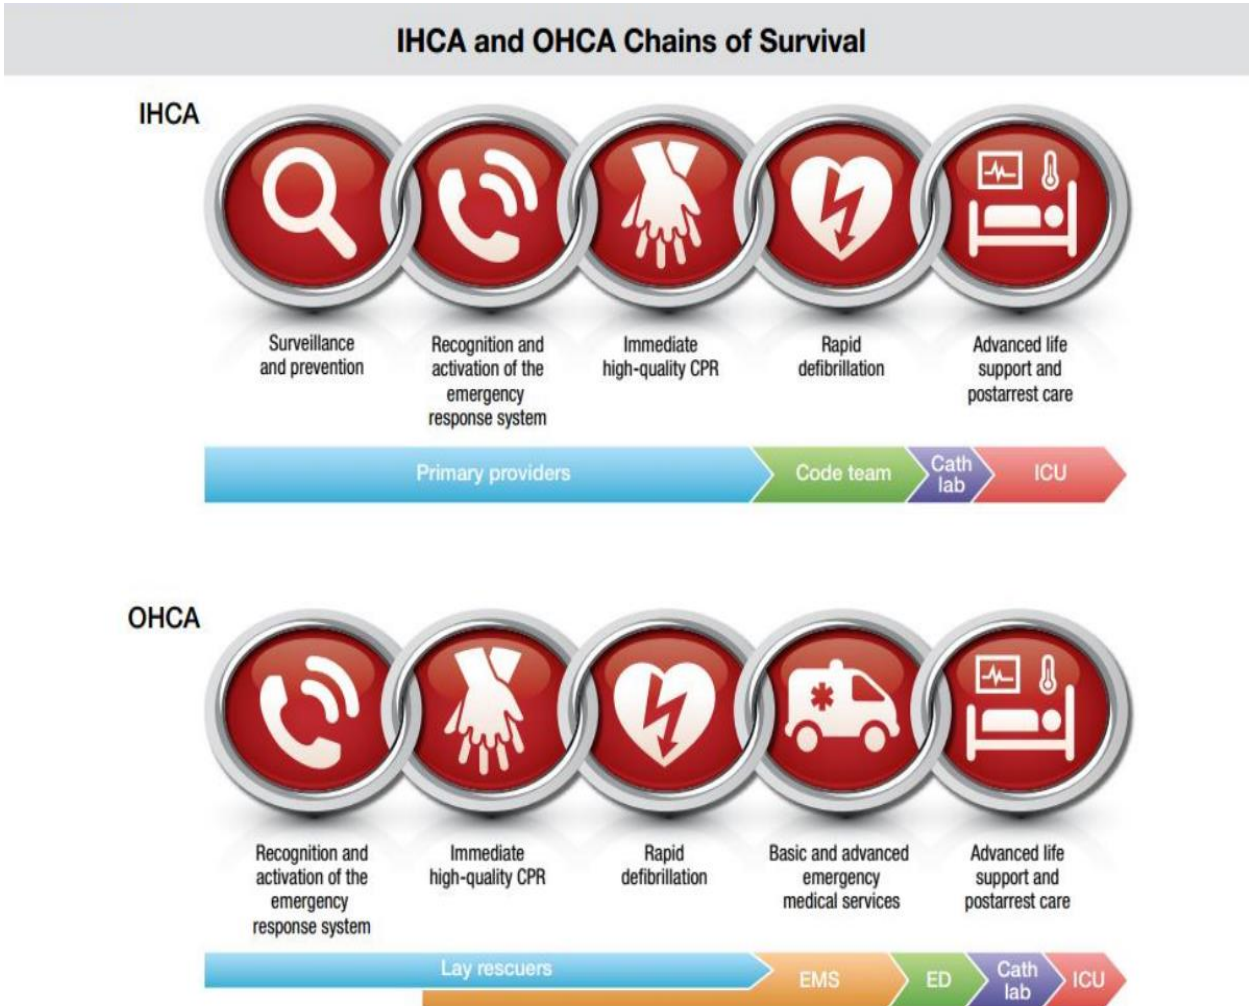 IHCA and OHCA Chains of Survival
IHCA
Surveillance
and prevention
Recognition and
activation of the
emergency
response system
Immediate
high-quality CPR
Rapid
defibrillation
Advanced life
support and
postarrest care
Primary providers
Code team
Cath
lab
ICU
OHCA
Recognition and
activation of the
emergency
response system
Immediate
high-quality CPR
Rapid
defibrillation
Basic and advanced
emergency
medical services
Advanced life
support and
postarrest care
Lay rescuers
EMS
ED
Cath
lab
ICU